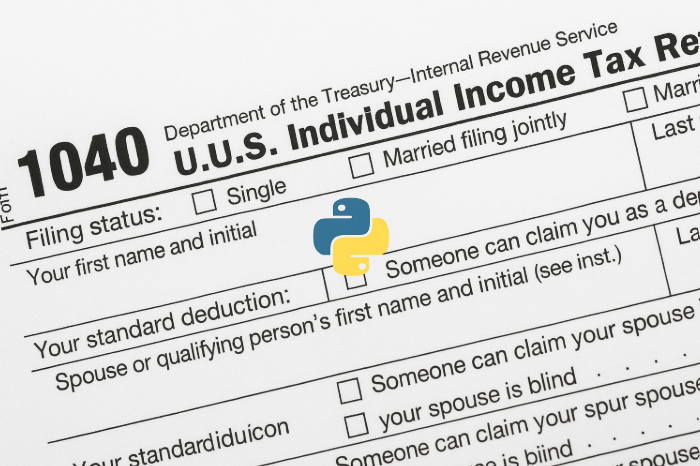 Department of the Treasury—Internal Revenue Service
Form 1040 U.U.S. Individual Income Tax Re
Filing status: Single Married filing jointly Marri
Your first name and initial Last
Someone can claim you as a de
Your standard deduction:
Spouse or qualifying person's first name and initial (see inst.) La
Someone can claim your spouse
your spouse is blind . . . .
Your standardiduicon
Someone can claim your spur spouse
spouse is biind . . . .
your spouse